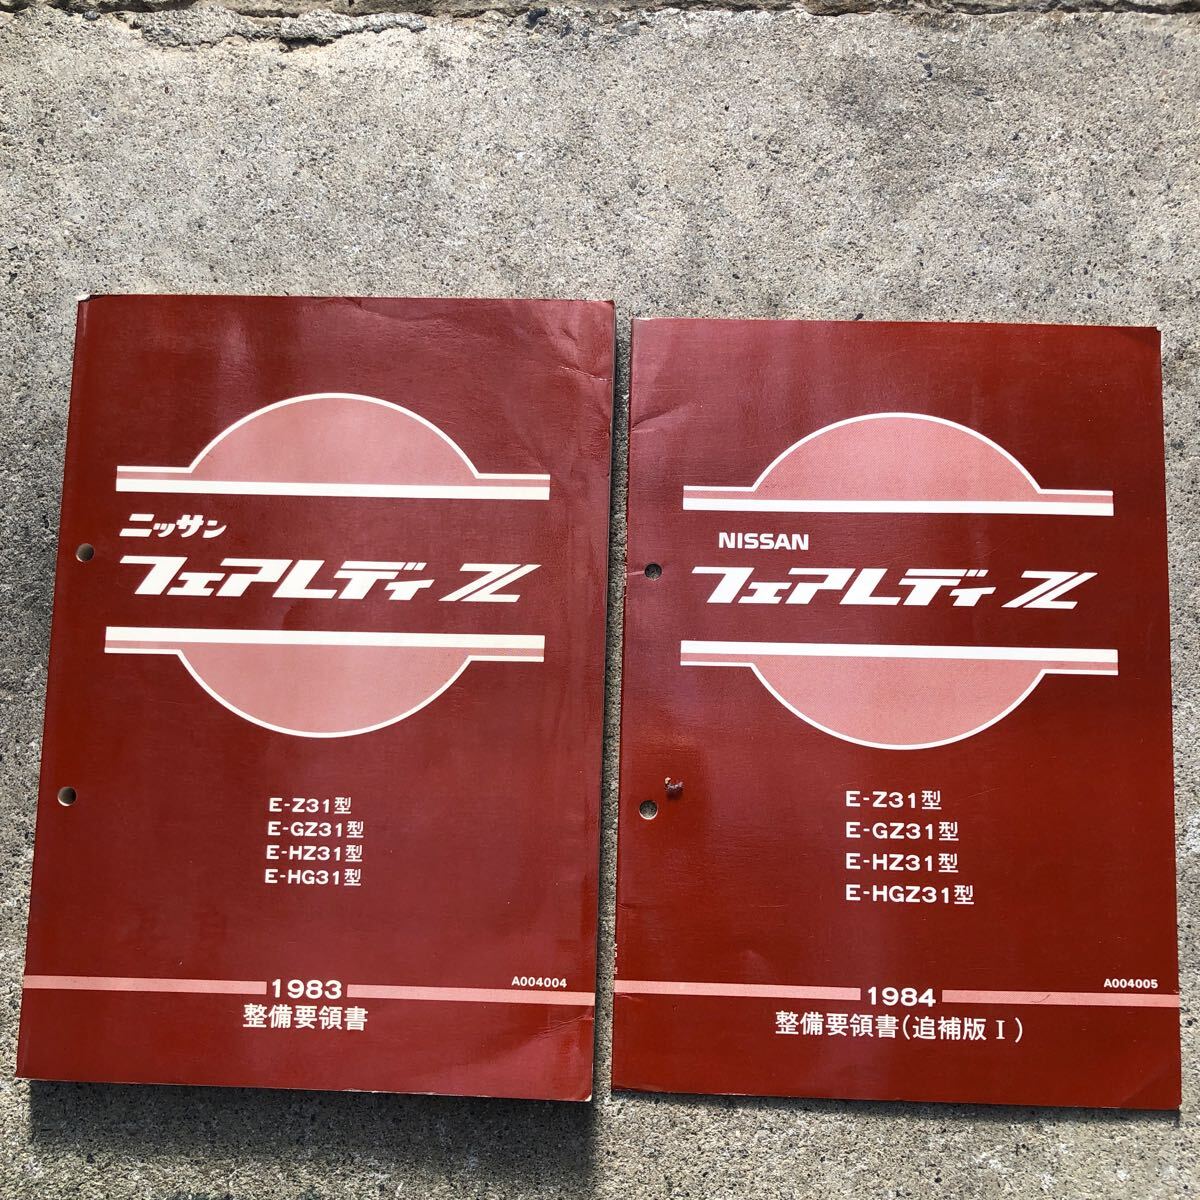 ニッサン
フェアレディ Z
E-Z31型
E-GZ31型
E-HZ31型
E-HG31型
A004004
1983
整備要領書
NISSAN
フェアレディ Z
E-Z31型
E-GZ31型
E-HZ31型
E-HGZ31型
A004005
1984
整備要領書(追補版 I)